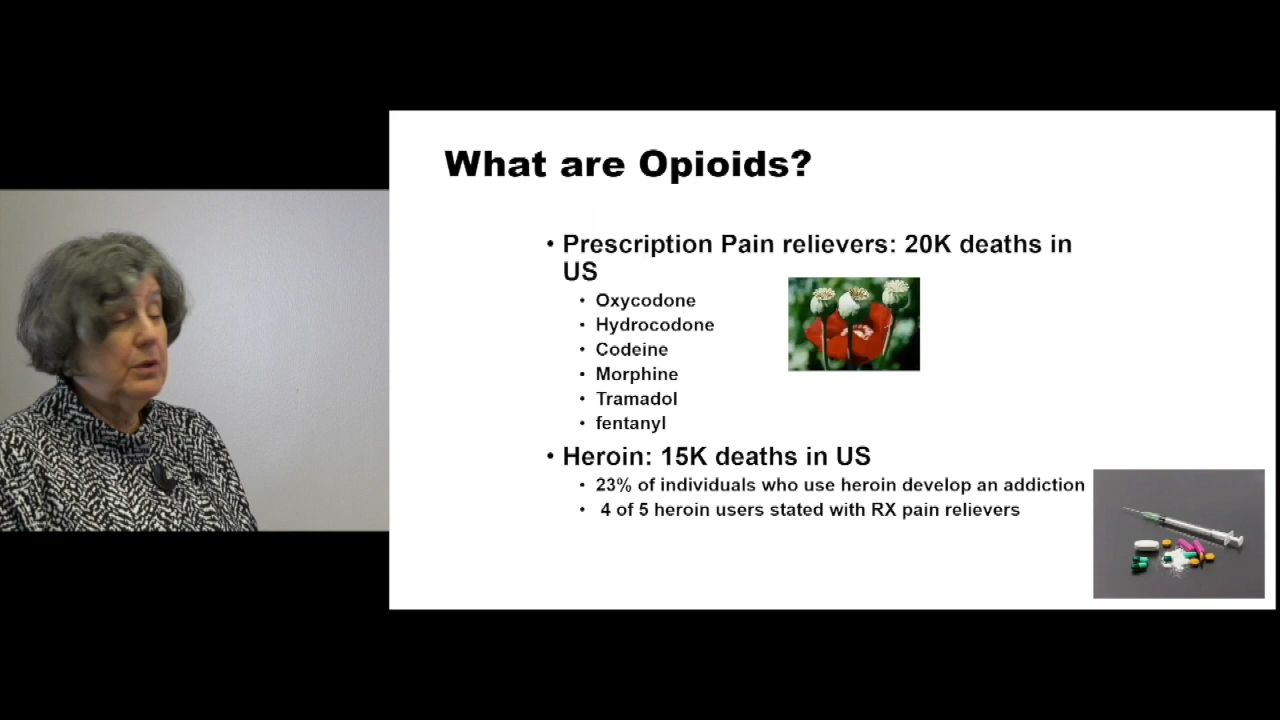 What are Opioids?
• Prescription Pain relievers: 20K deaths in
US
• Oxycodone
• Hydrocodone
• Codeine
• Morphine
• Tramadol
• fentanyl
• Heroin: 15K deaths in US
• 23% of individuals who use heroin develop an addiction
• 4 of 5 heroin users stated with RX pain relievers